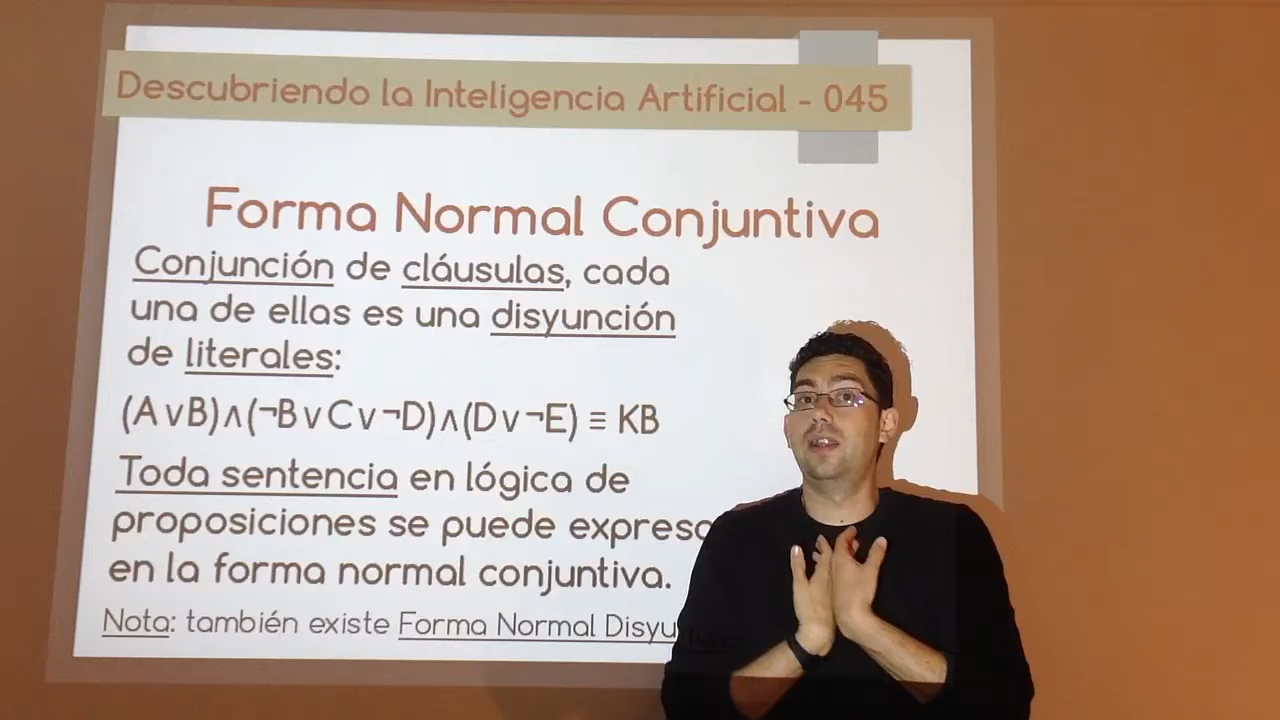 Descubriendo la Inteligencia Artificial - 045
Forma Normal Conjuntiva
Conjunción de cláusulas, cada
una de ellas es una disyunción
de literales:
(A∨B)∧(¬B∨C∨¬D)∧(D∨¬E) ≡ KB
Toda sentencia en lógica de
proposiciones se puede
en la forma normal conjuntiva.
Nota: también existe Forma Normal